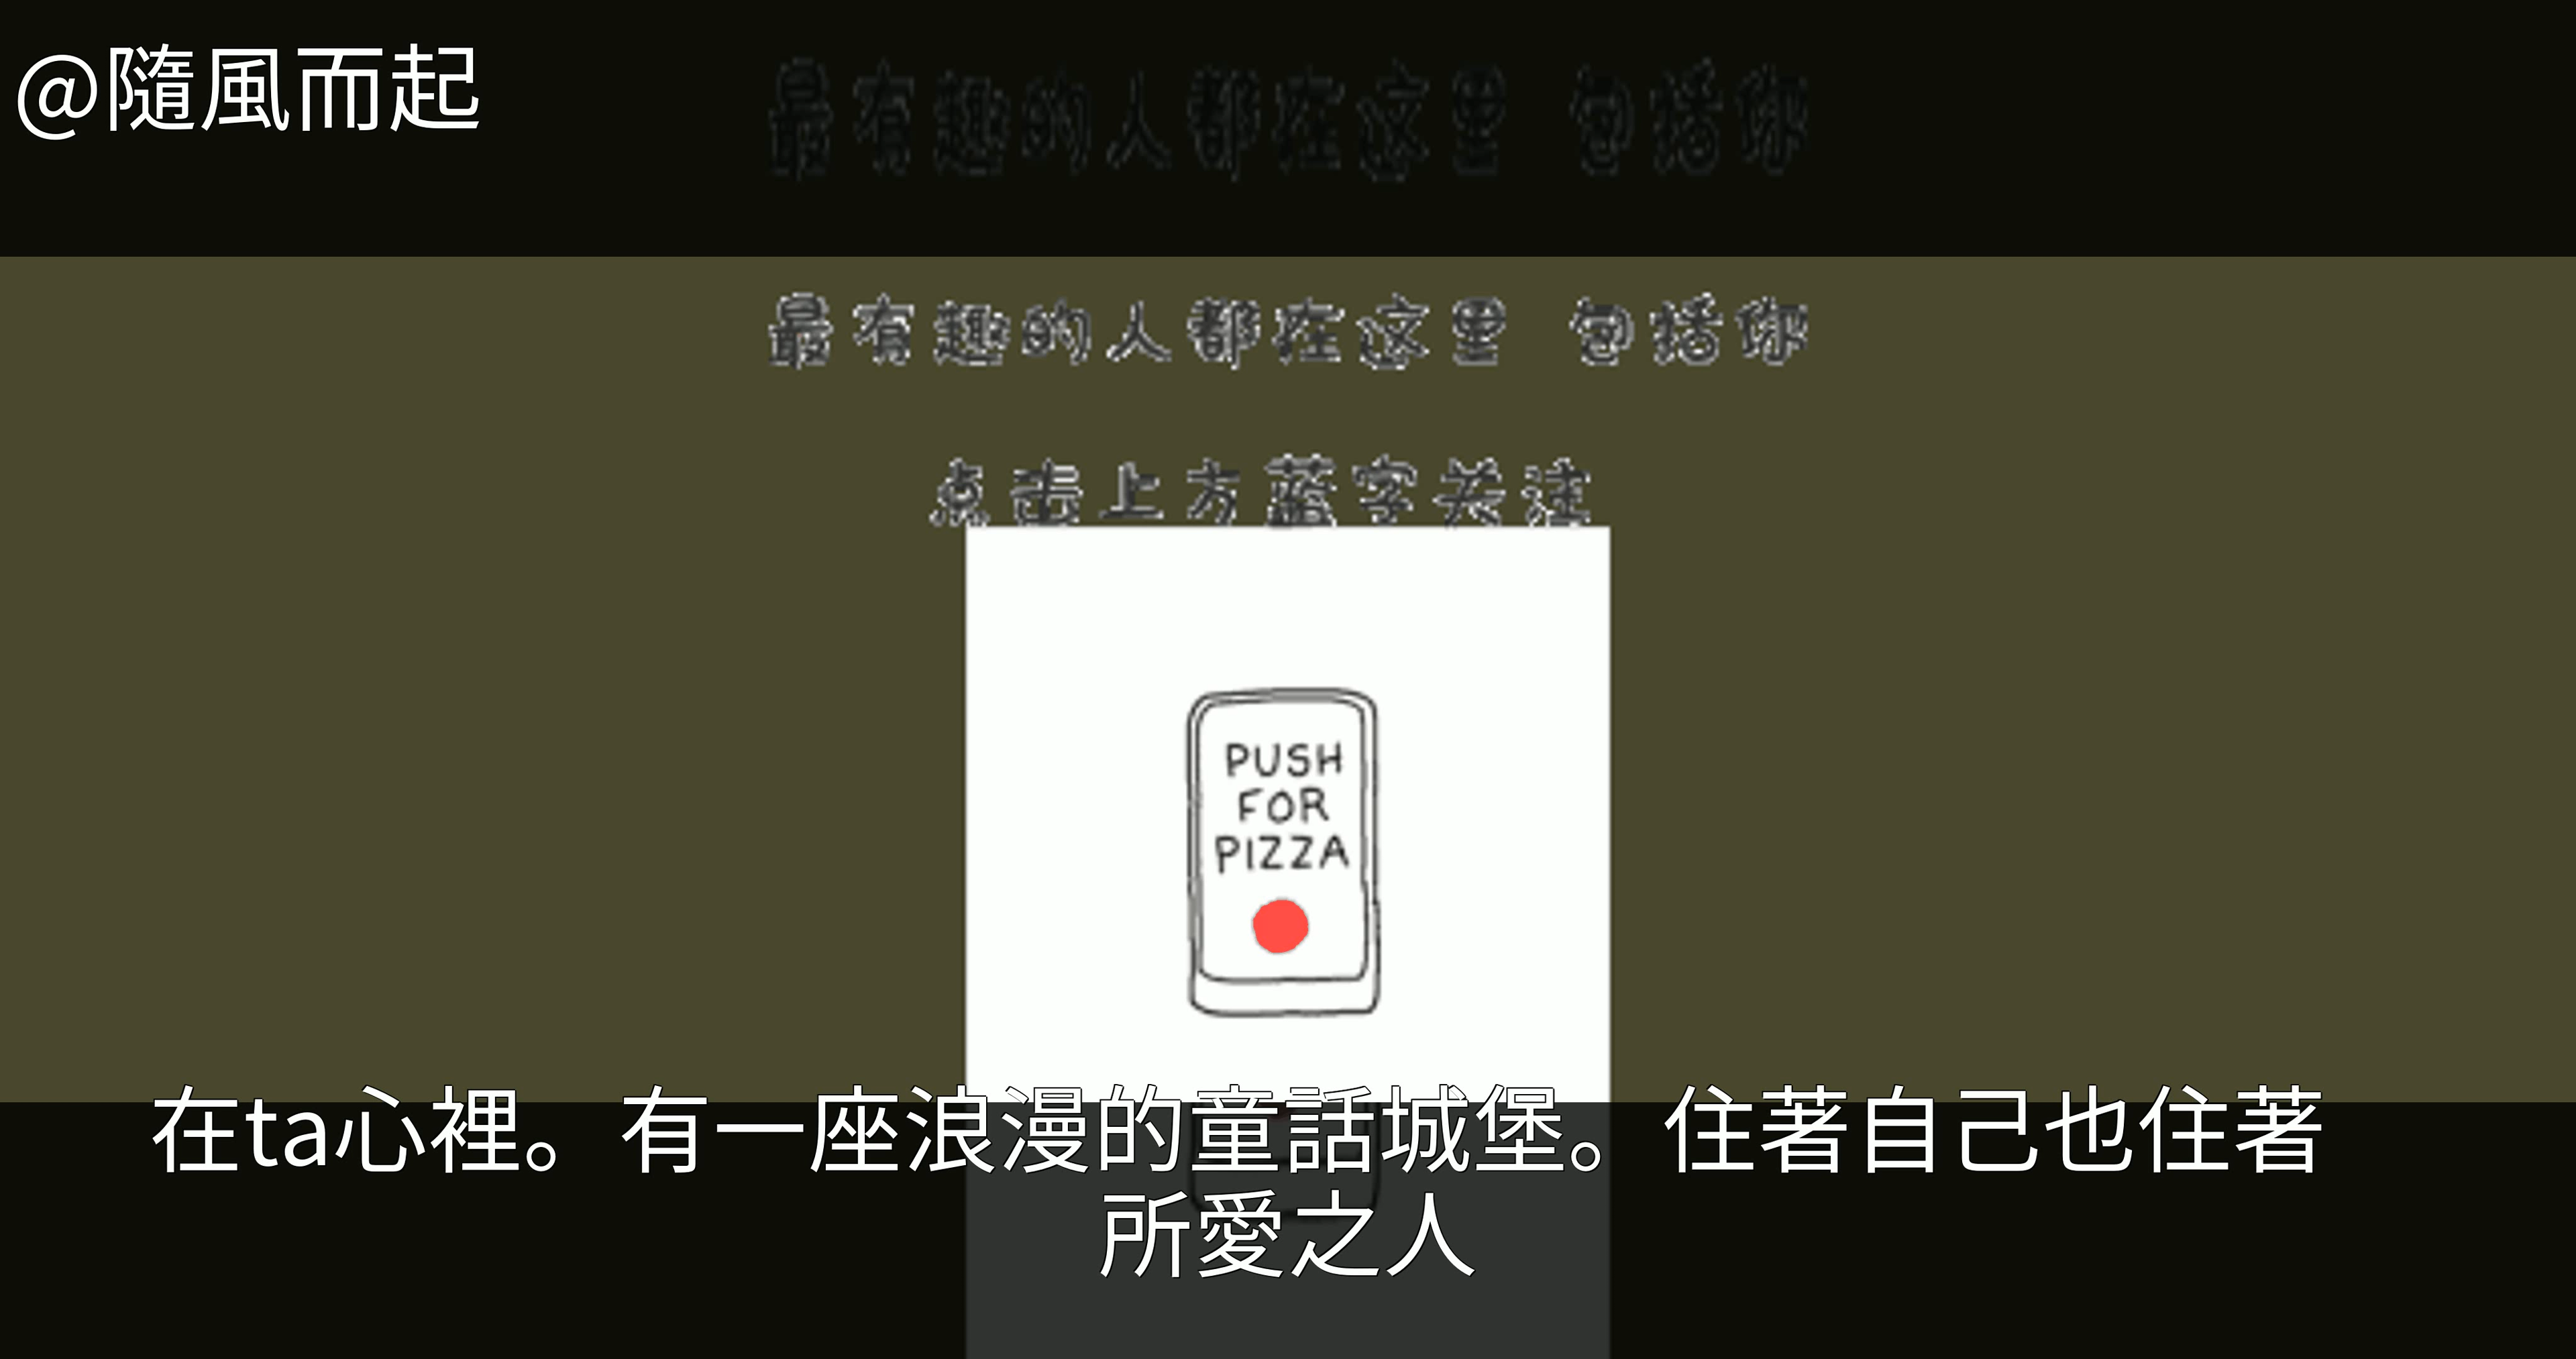 @隨風而起
最有趣的人都在这里 包括你
最有趣的人都在这里 包括你
点击上方蓝字关注
PUSH
FOR
PIZZA
在ta心裡。有一座浪漫的童話城堡。住著自己也住著
所愛之人